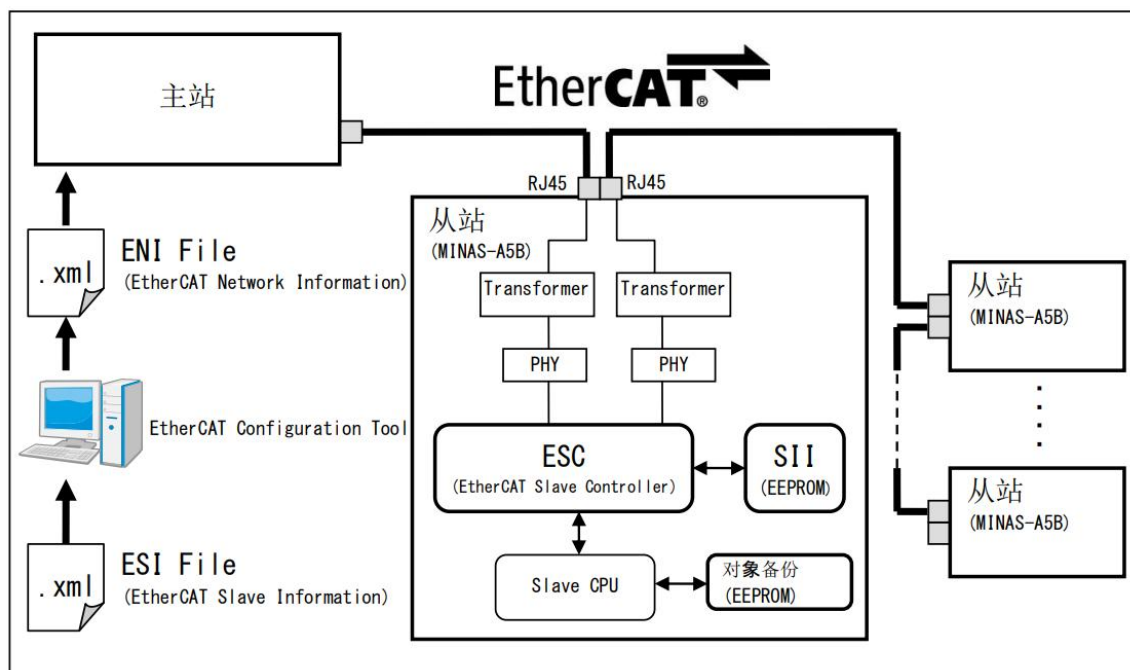 主站
EtherCAT®
RJ45
RJ45
从站
(MINAS-A5B)
ENI File
(EtherCAT Network Information)
.xml
Transformer
Transformer
从站
(MINAS-A5B)
PHY
PHY
EtherCAT Configuration Tool
ESC
(EtherCAT Slave Controller)
SII
(EEPROM)
从站
(MINAS-A5B)
ESI File
(EtherCAT Slave Information)
.xml
Slave CPU
对象备份
(EEPROM)